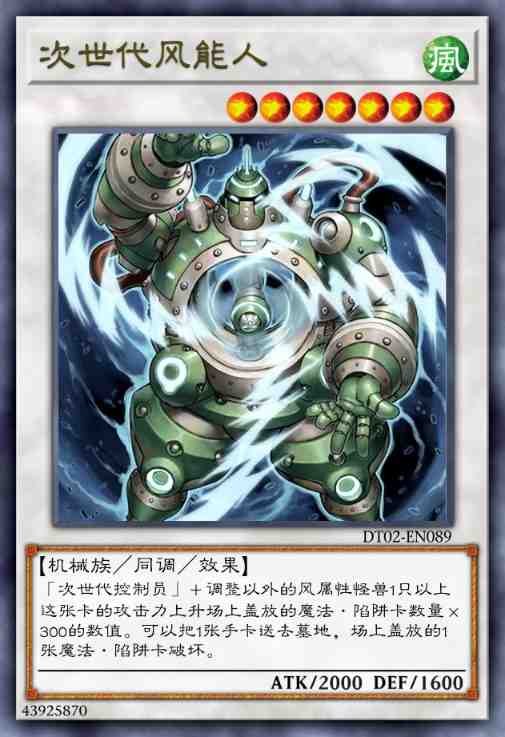 次世代风能人
瘋
DT02-EN089
【机械族／同调／效果】
「次世代控制员」＋调整以外的风属性怪兽1只以上
这张卡的攻击力上升场上盖放的魔法·陷阱卡数量×
300的数值。可以把1张手卡送去墓地，场上盖放的1
张魔法·陷阱卡破坏。
ATK/2000 DEF/1600
43925870